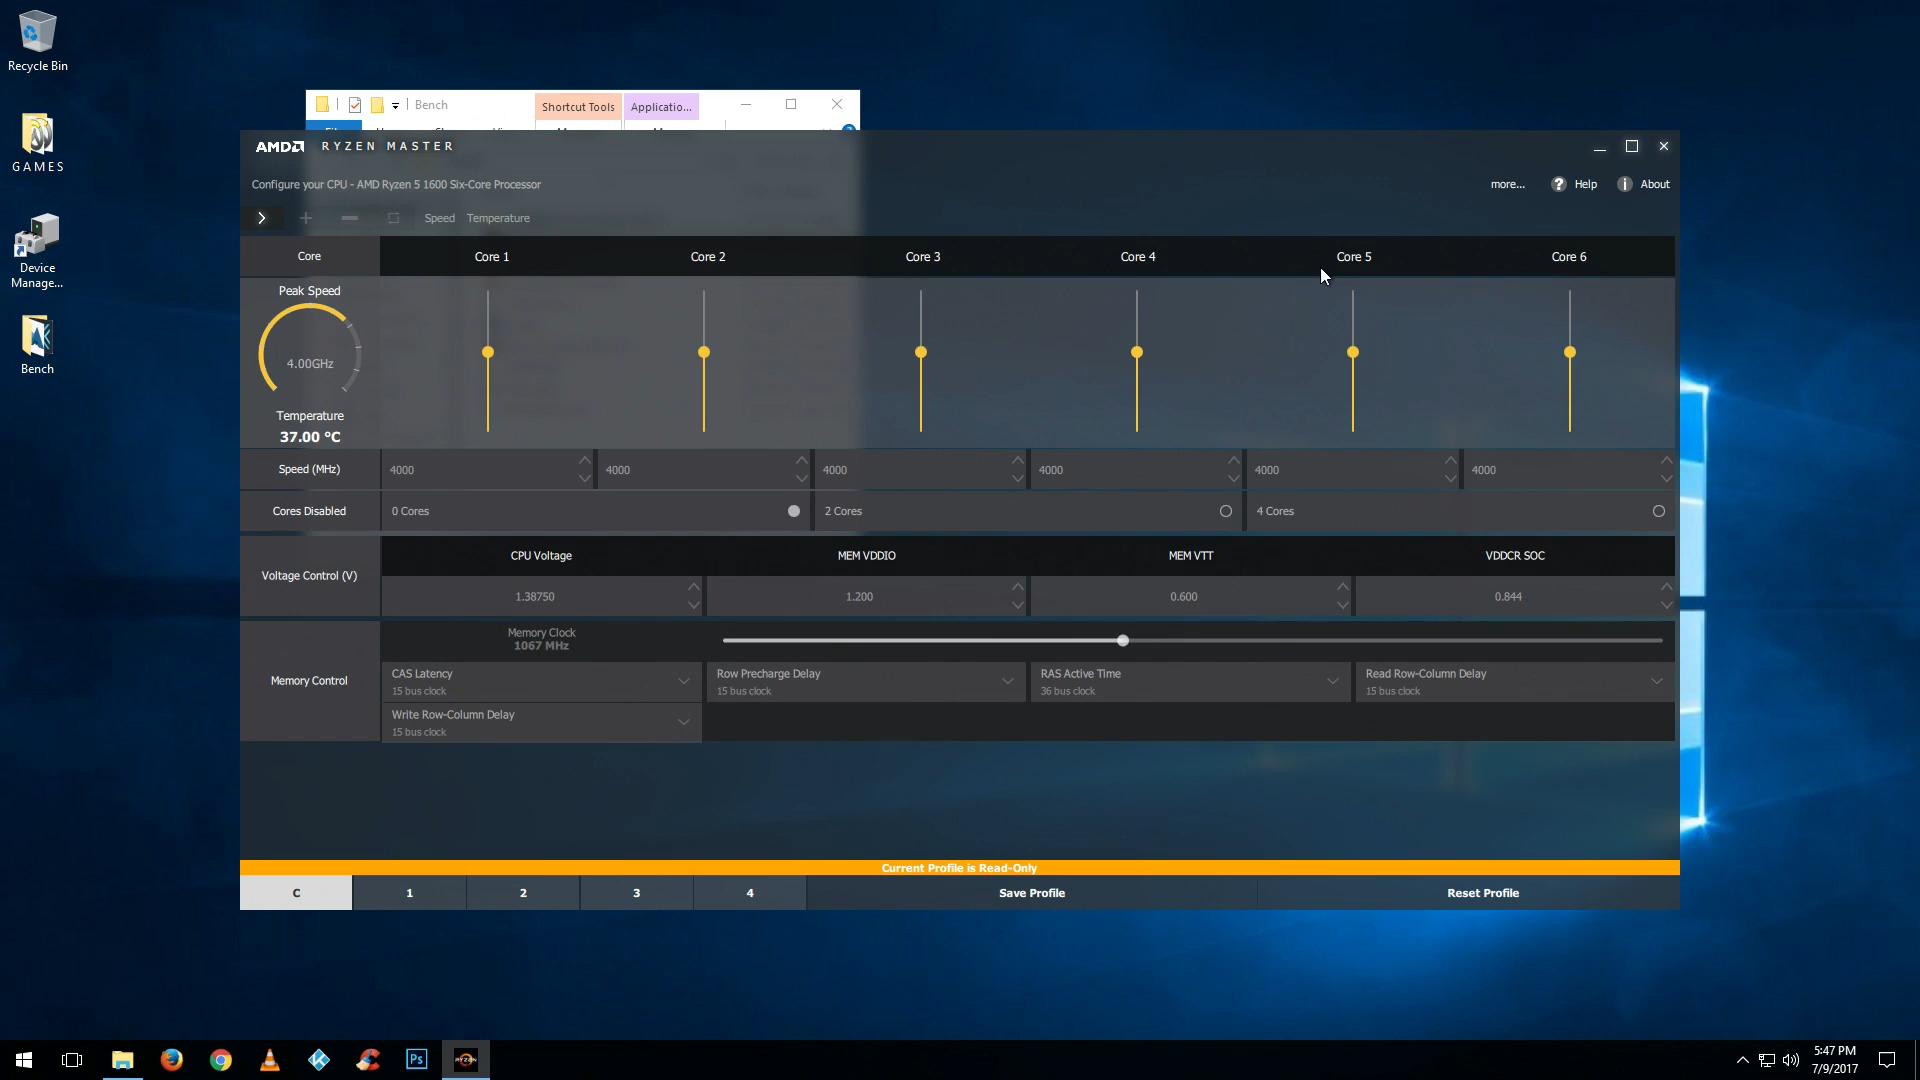 Recycle Bin
GAMES
Device
Manage...
Bench
Bench
Shortcut Tools
Applicatio...
AMD RYZEN MASTER
Configure your CPU - AMD Ryzen 5 1600 Six-Core Processor
more...
? Help
i About
Speed Temperature
Core
Core 1
Core 2
Core 3
Core 4
Core 5
Core 6
Peak Speed
4.00GHz
Temperature
37.00 °C
Speed (MHz)
4000
4000
4000
4000
4000
4000
Cores Disabled
0 Cores
2 Cores
4 Cores
Voltage Control (V)
CPU Voltage
MEM VDDIO
MEM VTT
VDDCR SOC
1.38750
1.200
0.600
0.844
Memory Control
Memory Clock
1067 MHz
CAS Latency
15 bus clock
Row Precharge Delay
15 bus clock
RAS Active Time
36 bus clock
Read Row-Column Delay
15 bus clock
Write Row-Column Delay
15 bus clock
Current Profile is Read-Only
C
1
2
3
4
Save Profile
Reset Profile
Ps
RYZEN
5:47 PM
7/9/2017